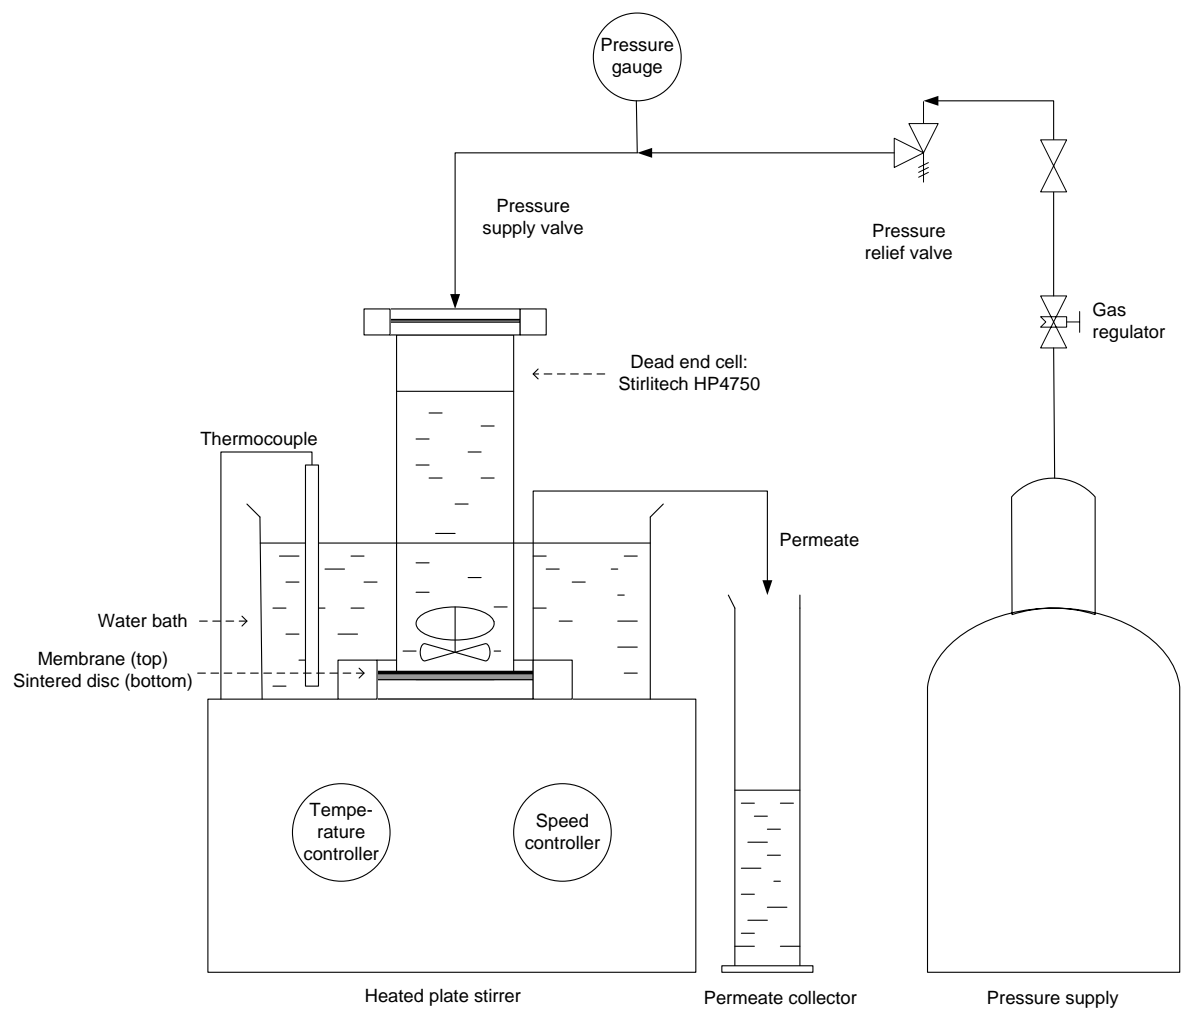 Pressure
gauge
Pressure
supply valve
Pressure
relief valve
Gas
regulator
Dead end cell:
Stirlitech HP4750
Thermocouple
Permeate
Water bath
Membrane (top)
Sintered disc (bottom)
Tempe-
rature
controller
Speed
controller
Heated plate stirrer
Permeate collector
Pressure supply